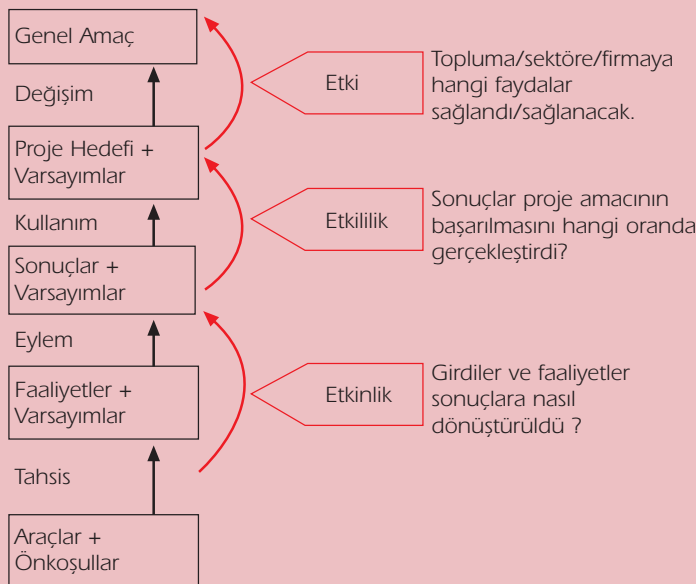 Genel Amaç
Değişim
Proje Hedefi +
Varsayımlar
Kullanım
Sonuçlar +
Varsayımlar
Eylem
Faaliyetler +
Varsayımlar
Tahsis
Araçlar +
Önkoşullar
Etki
Topluma/sektöre/firmaya
hangi faydalar
sağlandı/sağlanacak.
Etkililik
Sonuçlar proje amacının
başarılmasını hangi oranda
gerçekleştirdi?
Etkinlik
Girdiler ve faaliyetler
sonuçlara nasıl
dönüştürüldü ?